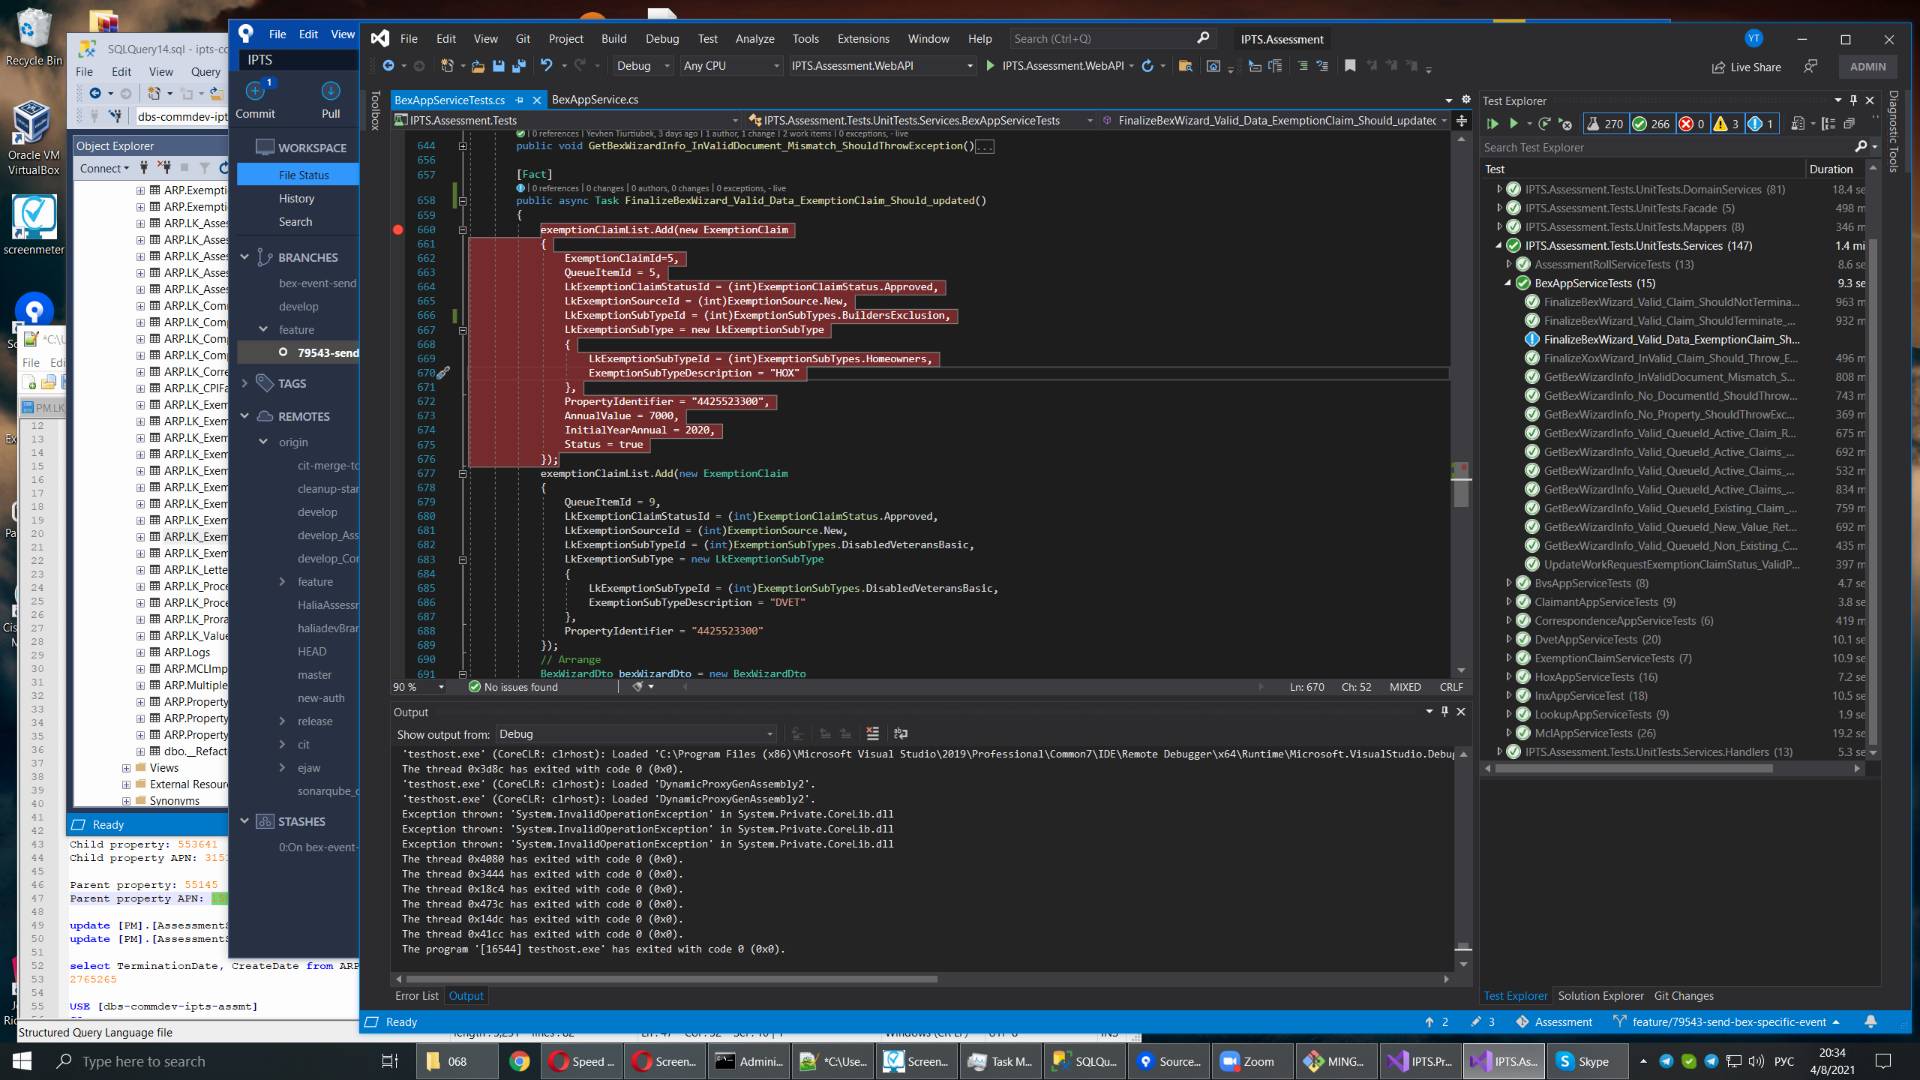 Recycle Bin
Oracle VM
VirtualBox
screenmeter
SQLQuery14.sql - ipts-co
File Edit View Query
dbs-commdev-ipt
Object Explorer
Connect
ARP.Exempti
ARP.Exempti
ARP.LK_Asses
ARP.LK_Asses
ARP.LK_Asses
ARP.LK_Asses
ARP.LK_Asses
ARP.LK_Com
ARP.LK_Com
ARP.LK_Com
ARP.LK_Com
ARP.LK_Corre
ARP.LK_CPIFa
ARP.LK_Exem
ARP.LK_Exem
ARP.LK_Exem
ARP.LK_Exem
ARP.LK_Exem
ARP.LK_Exem
ARP.LK_Exem
ARP.LK_Exem
ARP.LK_Exem
ARP.LK_Exem
ARP.LK_Lette
ARP.LK_Proce
ARP.LK_Proce
ARP.LK_Prora
ARP.LK_Value
ARP.Logs
ARP.MCLImp
ARP.Multiple
ARP.Property
ARP.Property
ARP.Property
dbo.__Refact
Views
External Resour
Synonyms
Ready
43 Child property: 553641
44 Child property APN: 315
45
46 Parent property: 55145
47 Parent property APN:
48
49 update [PM].[AssessmentS
50 update [PM].[AssessmentS
51
52 select TerminationDate, CreateDate from ARP
53 2765265
54
55 USE [dbs-commdev-ipts-assmt]
Structured Query Language file
File Edit View
IPTS
1
Commit Pull
WORKSPACE
File Status
History
Search
BRANCHES
bex-event-send
develop
feature
79543-send
TAGS
REMOTES
origin
cit-merge-to
cleanup-star
develop
develop_Ass
develop_Cor
feature
HaliaAssessr
haliadevBran
HEAD
master
new-auth
release
cit
ejaw
sonarqube_c
STASHES
0:On bex-event-
File Edit View Git Project Build Debug Test Analyze Tools Extensions Window Help Search (Ctrl+Q) IPTS.Assessment YT
Debug Any CPU IPTS.Assessment.WebAPI IPTS.Assessment.WebAPI Live Share ADMIN
Toolbox
BexAppServiceTests.cs BexAppService.cs
IPTS.Assessment.Tests IPTS.Assessment.Tests.UnitTests.Services.BexAppServiceTests FinalizeBexWizard_Valid_Data_ExemptionClaim_Should_updated
0 references | Yevhen Tiurtiubek, 3 days ago | 1 author, 1 change | 2 work items | 0 exceptions, - live
644 public void GetBexWizardInfo_InValidDocument_Mismatch_ShouldThrowException()...
656
657 [Fact]
0 references | 0 changes | 0 authors, 0 changes | 0 exceptions, - live
658 public async Task FinalizeBexWizard_Valid_Data_ExemptionClaim_Should_updated()
659 {
660 exemptionClaimList.Add(new ExemptionClaim
661 {
662 ExemptionClaimId=5,
663 QueueItemId = 5,
664 LkExemptionClaimStatusId = (int)ExemptionClaimStatus.Approved,
665 LkExemptionSourceId = (int)ExemptionSource.New,
666 LkExemptionSubTypeId = (int)ExemptionSubTypes.BuildersExclusion,
667 LkExemptionSubType = new LkExemptionSubType
668 {
669 LkExemptionSubTypeId = (int)ExemptionSubTypes.Homeowners,
670 ExemptionSubTypeDescription = "HOX"
671 },
672 PropertyIdentifier = "4425523300",
673 AnnualValue = 7000,
674 InitialYearAnnual = 2020,
675 Status = true
676 });
677 exemptionClaimList.Add(new ExemptionClaim
678 {
679 QueueItemId = 9,
680 LkExemptionClaimStatusId = (int)ExemptionClaimStatus.Approved,
681 LkExemptionSourceId = (int)ExemptionSource.New,
682 LkExemptionSubTypeId = (int)ExemptionSubTypes.DisabledVeteransBasic,
683 LkExemptionSubType = new LkExemptionSubType
684 {
685 LkExemptionSubTypeId = (int)ExemptionSubTypes.DisabledVeteransBasic,
686 ExemptionSubTypeDescription = "DVET"
687 },
688 PropertyIdentifier = "4425523300"
689 });
690 // Arrange
691 BexWizardDto bexWizardDto = new BexWizardDto
90 % No issues found Ln: 670 Ch: 52 MIXED CRLF
Output
Show output from: Debug
'testhost.exe' (CoreCLR: clrhost): Loaded 'C:\Program Files (x86)\Microsoft Visual Studio\2019\Professional\Common7\IDE\Remote Debugger\x64\Runtime\Microsoft.VisualStudio.Debu
The thread 0x3d8c has exited with code 0 (0x0).
'testhost.exe' (CoreCLR: clrhost): Loaded 'DynamicProxyGenAssembly2'.
'testhost.exe' (CoreCLR: clrhost): Loaded 'DynamicProxyGenAssembly2'.
Exception thrown: 'System.InvalidOperationException' in System.Private.CoreLib.dll
Exception thrown: 'System.InvalidOperationException' in System.Private.CoreLib.dll
Exception thrown: 'System.InvalidOperationException' in System.Private.CoreLib.dll
The thread 0x4080 has exited with code 0 (0x0).
The thread 0x3444 has exited with code 0 (0x0).
The thread 0x18c4 has exited with code 0 (0x0).
The thread 0x473c has exited with code 0 (0x0).
The thread 0x14dc has exited with code 0 (0x0).
The thread 0x41cc has exited with code 0 (0x0).
The program '[16544] testhost.exe' has exited with code 0 (0x0).
Error List Output
Ready 2 3 Assessment feature/79543-send-bex-specific-event
Test Explorer
270 266 0 3 1
Search Test Explorer
Test Duration
IPTS.Assessment.Tests.UnitTests.DomainServices (81) 18.4 se
IPTS.Assessment.Tests.UnitTests.Facade (5) 498 m
IPTS.Assessment.Tests.UnitTests.Mappers (8) 346 m
IPTS.Assessment.Tests.UnitTests.Services (147) 1.4 mi
AssessmentRollServiceTests (13) 8.6 se
BexAppServiceTests (15) 9.3 se
FinalizeBexWizard_Valid_Claim_ShouldNotTermina... 963 m
FinalizeBexWizard_Valid_Claim_ShouldTerminate_... 932 m
FinalizeBexWizard_Valid_Data_ExemptionClaim_Sh...
FinalizeXoxWizard_InValid_Claim_Should_Throw_E... 496 m
GetBexWizardInfo_InValidDocument_Mismatch_S... 808 m
GetBexWizardInfo_No_DocumentId_ShouldThrow... 743 m
GetBexWizardInfo_No_Property_ShouldThrowExc... 369 m
GetBexWizardInfo_Valid_QueueId_Active_Claim_R... 675 m
GetBexWizardInfo_Valid_QueueId_Active_Claims_... 692 m
GetBexWizardInfo_Valid_QueueId_Active_Claims_... 532 m
GetBexWizardInfo_Valid_QueueId_Active_Claims_... 834 m
GetBexWizardInfo_Valid_QueueId_Existing_Claim_... 759 m
GetBexWizardInfo_Valid_QueueId_New_Value_Ret... 692 m
GetBexWizardInfo_Valid_QueueId_Non_Existing_C... 435 m
UpdateWorkRequestExemptionClaimStatus_ValidP... 397 m
BvsAppServiceTests (8) 4.7 se
ClaimantAppServiceTests (9) 3.8 se
CorrespondenceAppServiceTests (6) 419 m
DvetAppServiceTests (20) 10.1 se
ExemptionClaimServiceTests (7) 10.9 se
HoxAppServiceTests (16) 7.2 se
InxAppServiceTest (18) 10.5 se
LookupAppServiceTests (9) 1.9 se
MclAppServiceTests (26) 19.2 se
IPTS.Assessment.Tests.UnitTests.Services.Handlers (13) 5.3 se
Test Explorer Solution Explorer Git Changes
Diagnostic Tools
Type here to search 068 Speed ... Screen... Admini... *C:\Use... Screen... Task M... SQLQu... Source... Zoom MING... IPTS.Pr... IPTS.As... Skype РУС 20:34
4/8/2021